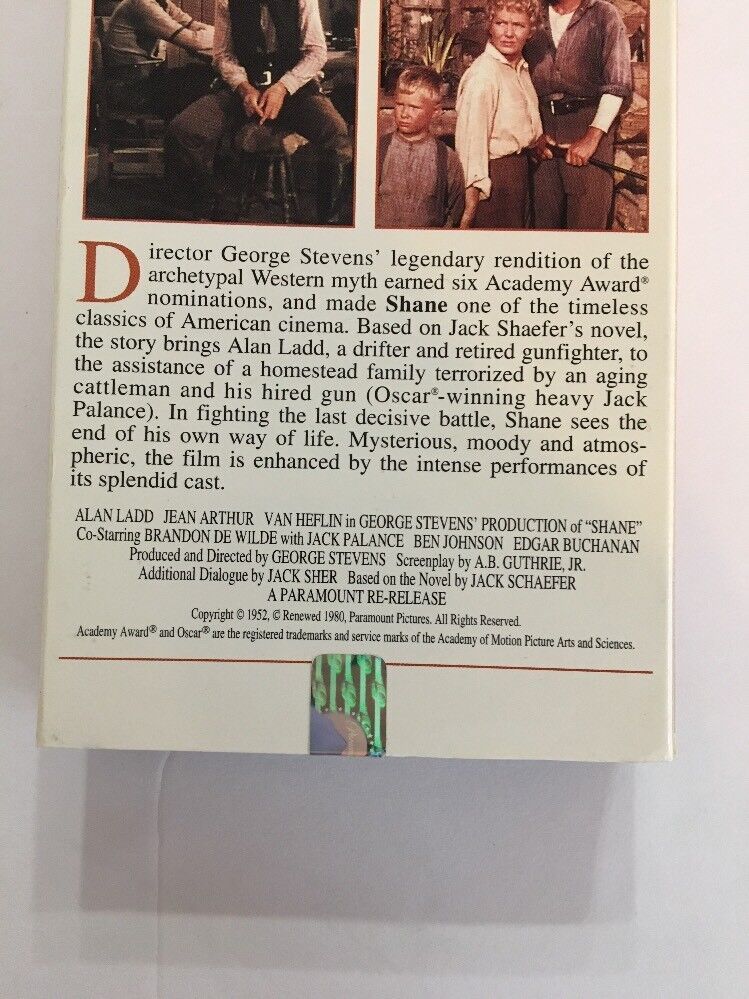 Director George Stevens' legendary rendition of the
archetypal Western myth earned six Academy Award®
nominations, and made Shane one of the timeless
classics of American cinema. Based on Jack Shaefer's novel,
the story brings Alan Ladd, a drifter and retired gunfighter, to
the assistance of a homestead family terrorized by an aging
cattleman and his hired gun (Oscar®-winning heavy Jack
Palance). In fighting the last decisive battle, Shane sees the
end of his own way of life. Mysterious, moody and atmos-
pheric, the film is enhanced by the intense performances of
its splendid cast.
ALAN LADD JEAN ARTHUR VAN HEFLIN in GEORGE STEVENS' PRODUCTION of "SHANE"
Co-Starring BRANDON DE WILDE with JACK PALANCE BEN JOHNSON EDGAR BUCHANAN
Produced and Directed by GEORGE STEVENS Screenplay by A.B. GUTHRIE, JR.
Additional Dialogue by JACK SHER Based on the Novel by JACK SCHAEFER
A PARAMOUNT RE-RELEASE
Copyright © 1952, © Renewed 1980, Paramount Pictures. All Rights Reserved.
Academy Award® and Oscar® are the registered trademarks and service marks of the Academy of Motion Picture Arts and Sciences.